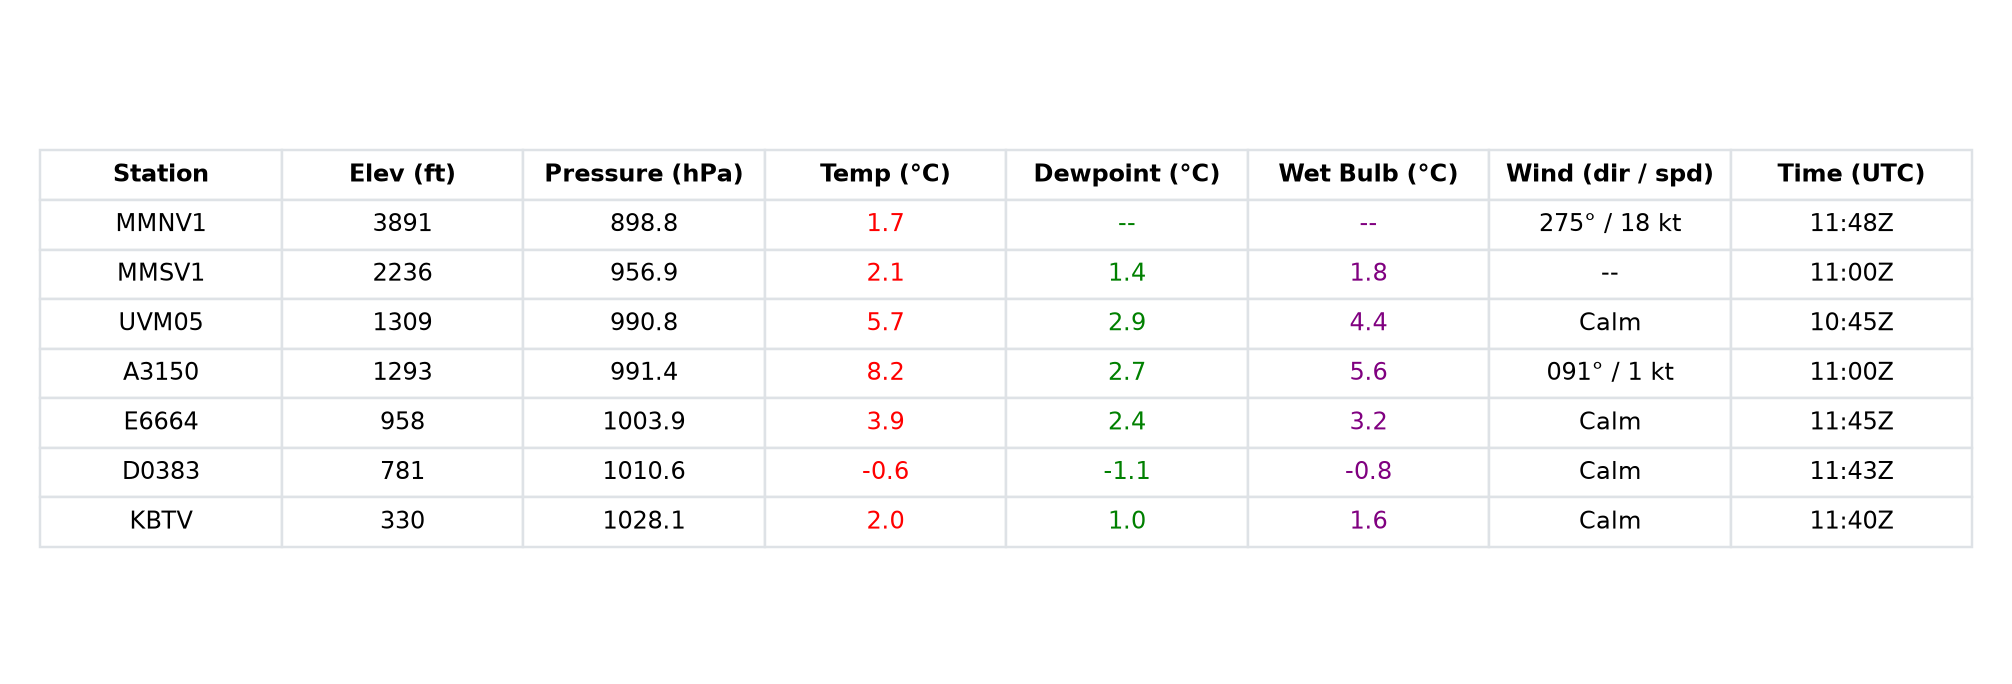 Station Elev (ft) Pressure (hPa) Temp (°C) Dewpoint (°C) Wet Bulb (°C) Wind (dir / spd) Time (UTC)
MMNV1 3891 898.8 1.7 -- -- 275° / 18 kt 11:48Z
MMSV1 2236 956.9 2.1 1.4 1.8 -- 11:00Z
UVM05 1309 990.8 5.7 2.9 4.4 Calm 10:45Z
A3150 1293 991.4 8.2 2.7 5.6 091° / 1 kt 11:00Z
E6664 958 1003.9 3.9 2.4 3.2 Calm 11:45Z
D0383 781 1010.6 -0.6 -1.1 -0.8 Calm 11:43Z
KBTV 330 1028.1 2.0 1.0 1.6 Calm 11:40Z